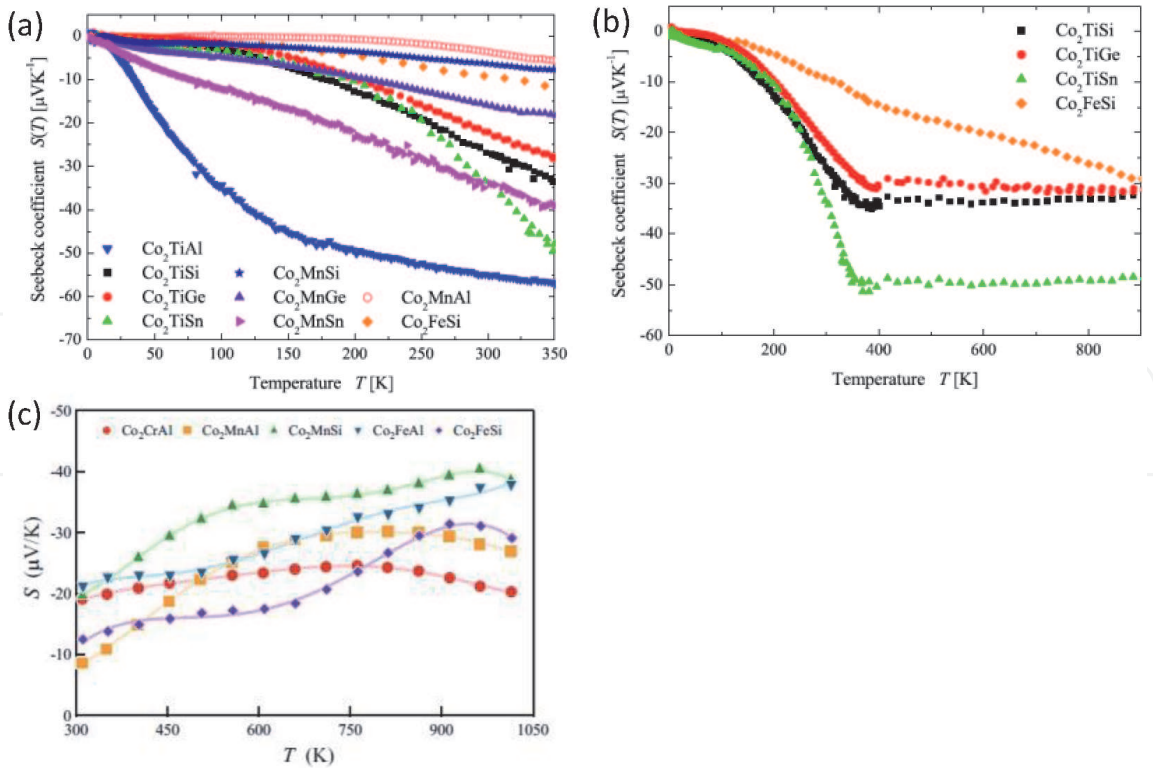 (a)
0
-10
-20
-30
-40
-50
-60
-70
Seebeck coefficient S(T) [μVK⁻¹]
Co₂TiAl
Co₂TiSi Co₂MnSi
Co₂TiGe Co₂MnGe Co₂MnAl
Co₂TiSn Co₂MnSn Co₂FeSi
0 50 100 150 200 250 300 350
Temperature T [K]
(b)
0
-10
-20
-30
-40
-50
-60
Seebeck coefficient S(T) [μVK⁻¹]
Co₂TiSi
Co₂TiGe
Co₂TiSn
Co₂FeSi
0 200 400 600 800
Temperature T [K]
(c)
-50
-40
-30
-20
-10
0
S (μV/K)
Co₂CrAl Co₂MnAl Co₂MnSi Co₂FeAl Co₂FeSi
300 450 600 750 900 1050
T (K)